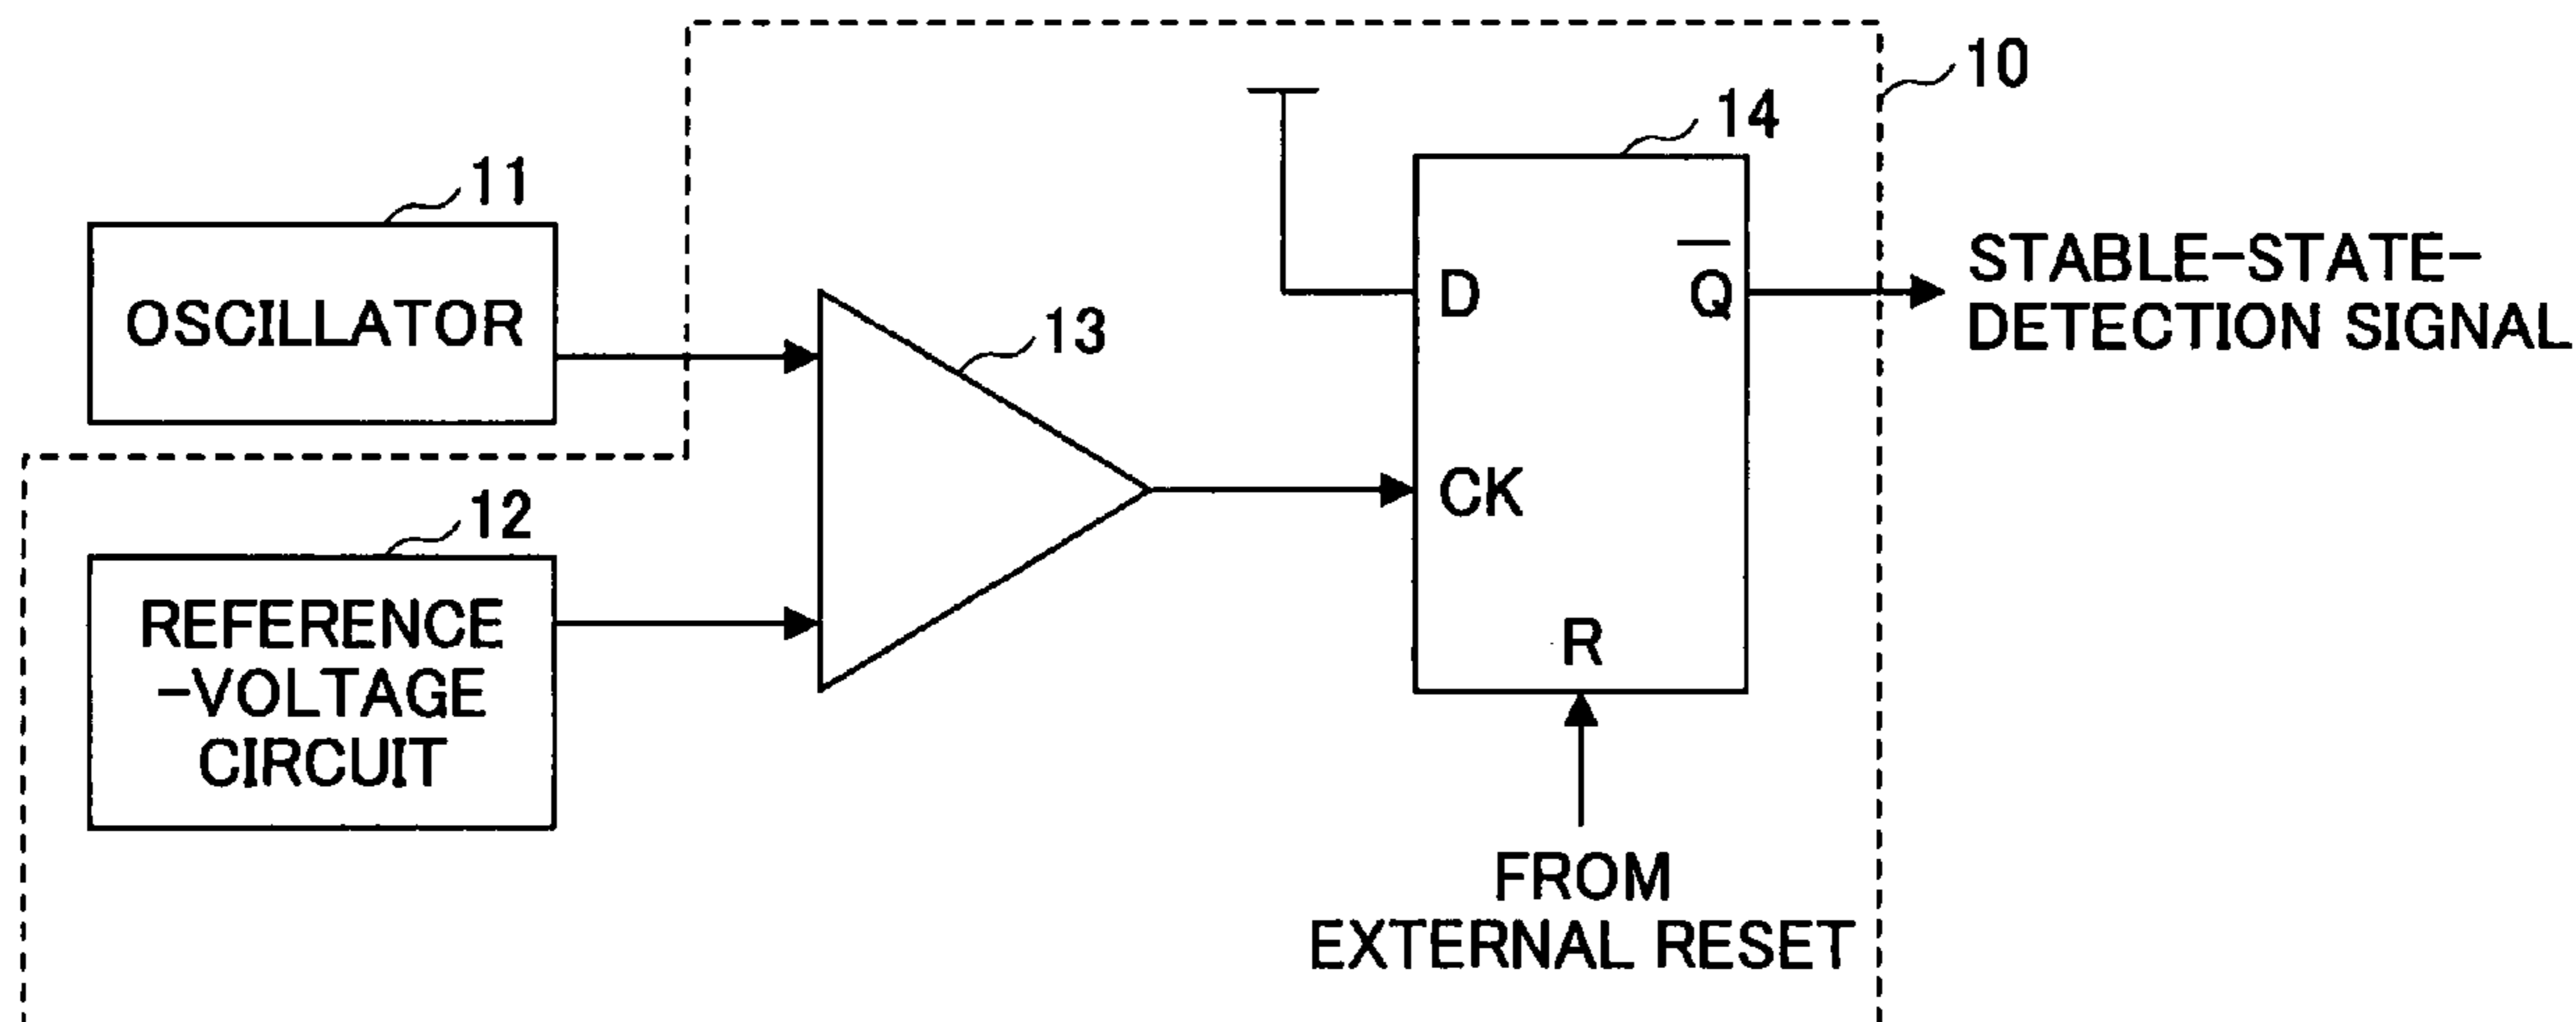 10
14
11
OSCILLATOR
13
D
Q̅
STABLE-STATE-
DETECTION SIGNAL
CK
12
REFERENCE
-VOLTAGE
CIRCUIT
R
FROM
EXTERNAL RESET